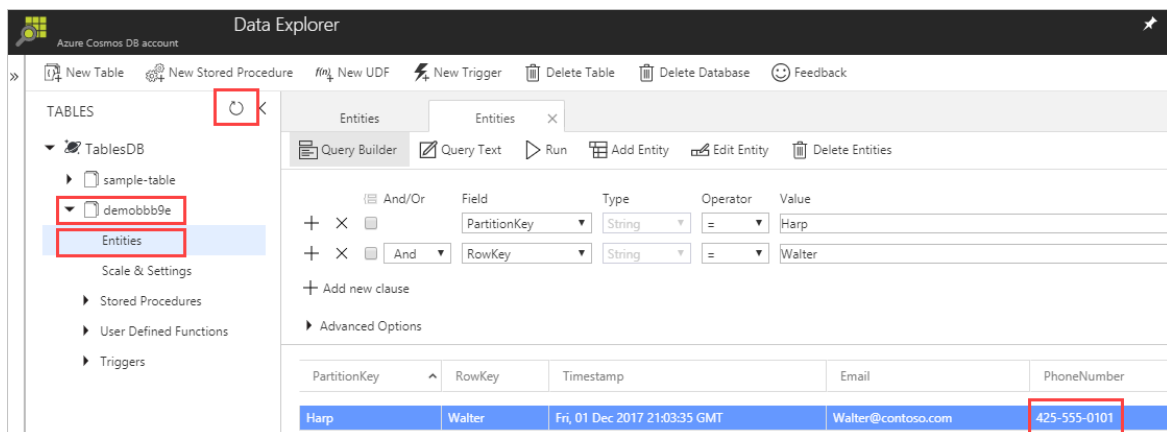 Data Explorer
Azure Cosmos DB account
New Table New Stored Procedure New UDF New Trigger Delete Table Delete Database Feedback
TABLES
Entities Entities
TablesDB
Query Builder Query Text Run Add Entity Edit Entity Delete Entities
sample-table
And/Or Field Type Operator Value
demobbb9e
PartitionKey String = Harp
Entities
And RowKey String = Walter
Scale & Settings
Add new clause
Stored Procedures
User Defined Functions
Advanced Options
Triggers
PartitionKey RowKey Timestamp Email PhoneNumber
Harp Walter Fri, 01 Dec 2017 21:03:35 GMT Walter@contoso.com 425-555-0101